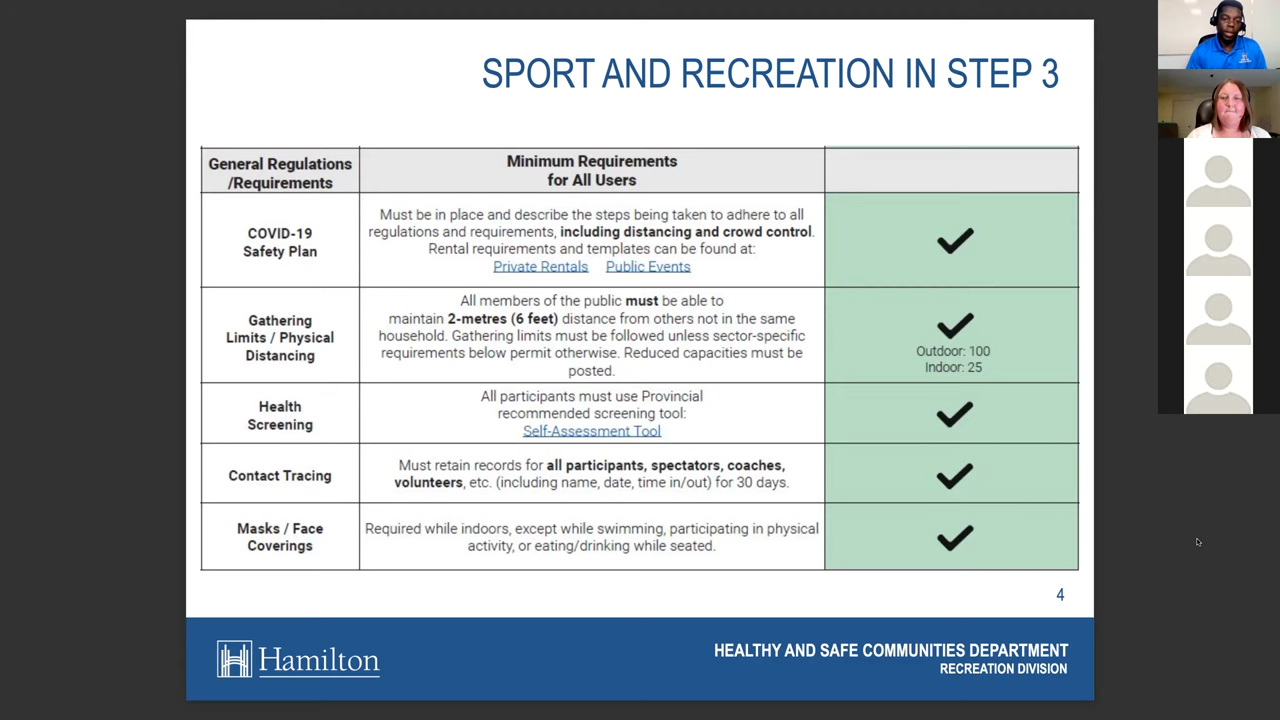 SPORT AND RECREATION IN STEP 3
General Regulations
/Requirements
Minimum Requirements
for All Users
COVID-19
Safety Plan
Must be in place and describe the steps being taken to adhere to all
regulations and requirements, including distancing and crowd control.
Rental requirements and templates can be found at:
Private Rentals Public Events
Gathering
Limits / Physical
Distancing
All members of the public must be able to
maintain 2-metres (6 feet) distance from others not in the same
household. Gathering limits must be followed unless sector-specific
requirements below permit otherwise. Reduced capacities must be
posted.
Outdoor: 100
Indoor: 25
Health
Screening
All participants must use Provincial
recommended screening tool:
Self-Assessment Tool
Contact Tracing
Must retain records for all participants, spectators, coaches,
volunteers, etc. (including name, date, time in/out) for 30 days.
Masks / Face
Coverings
Required while indoors, except while swimming, participating in physical
activity, or eating/drinking while seated.
4
Hamilton
HEALTHY AND SAFE COMMUNITIES DEPARTMENT
RECREATION DIVISION